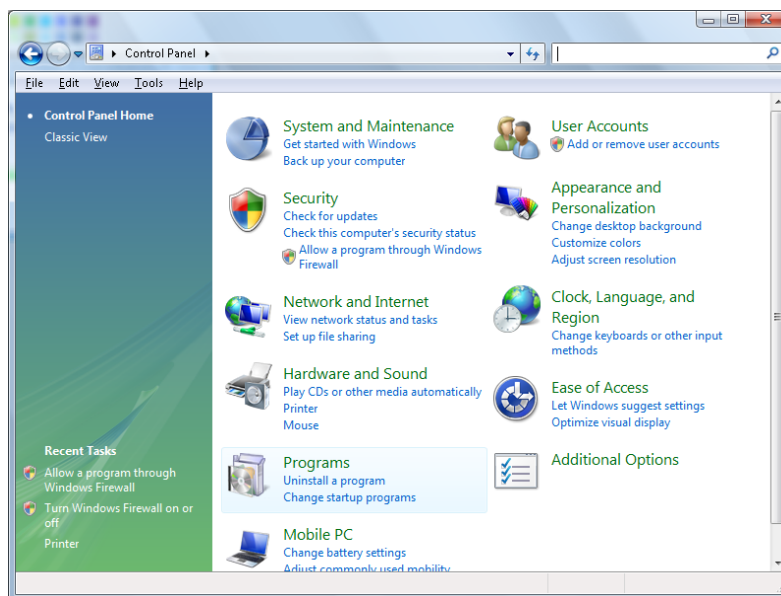 Control Panel
File Edit View Tools Help
Control Panel Home
Classic View
Recent Tasks
Allow a program through
Windows Firewall
Turn Windows Firewall on or
off
Printer
System and Maintenance
Get started with Windows
Back up your computer
Security
Check for updates
Check this computer's security status
Allow a program through Windows
Firewall
Network and Internet
View network status and tasks
Set up file sharing
Hardware and Sound
Play CDs or other media automatically
Printer
Mouse
Programs
Uninstall a program
Change startup programs
Mobile PC
Change battery settings
Adjust commonly used mobility
User Accounts
Add or remove user accounts
Appearance and
Personalization
Change desktop background
Customize colors
Adjust screen resolution
Clock, Language, and
Region
Change keyboards or other input
methods
Ease of Access
Let Windows suggest settings
Optimize visual display
Additional Options